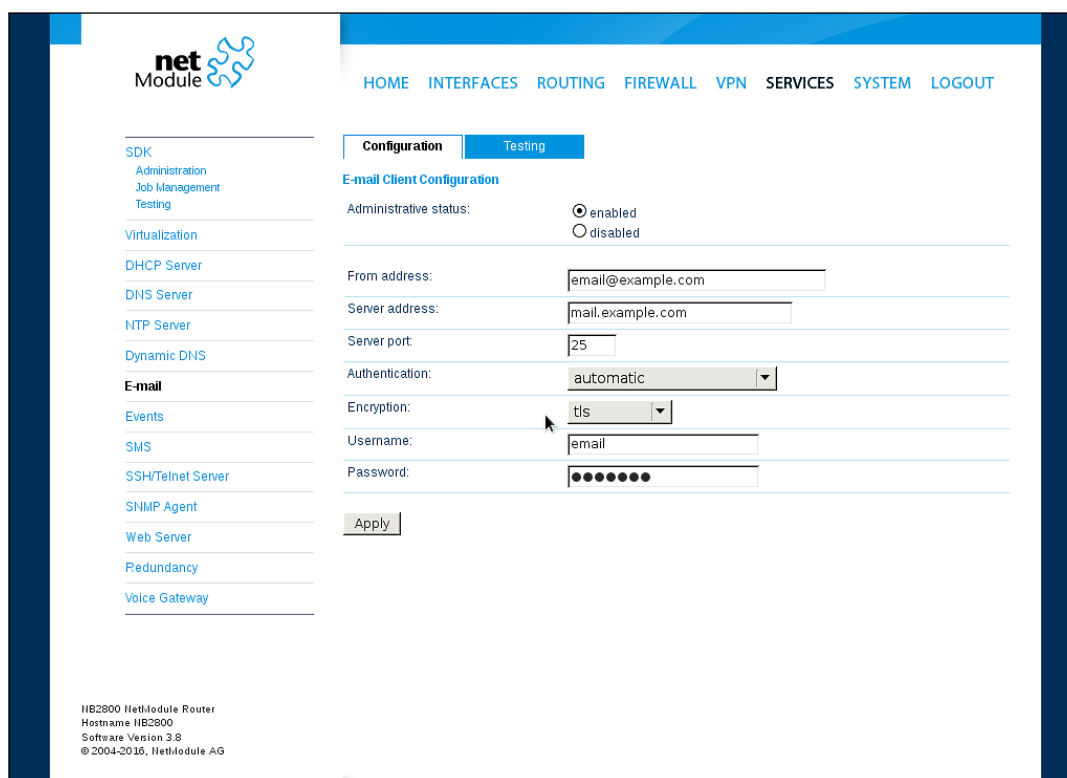 net
Module
HOME INTERFACES ROUTING FIREWALL VPN SERVICES SYSTEM LOGOUT
SDK
Administration
Job Management
Testing
Virtualization
DHCP Server
DNS Server
NTP Server
Dynamic DNS
E-mail
Events
SMS
SSH/Telnet Server
SNMP Agent
Web Server
Redundancy
Voice Gateway
Configuration Testing
E-mail Client Configuration
Administrative status: enabled
disabled
From address: email@example.com
Server address: mail.example.com
Server port: 25
Authentication: automatic
Encryption: tls
Username: email
Password: ●●●●●●●
Apply
NB2800 NetModule Router
Hostname NB2800
Software Version 3.8
© 2004-2016, NetModule AG